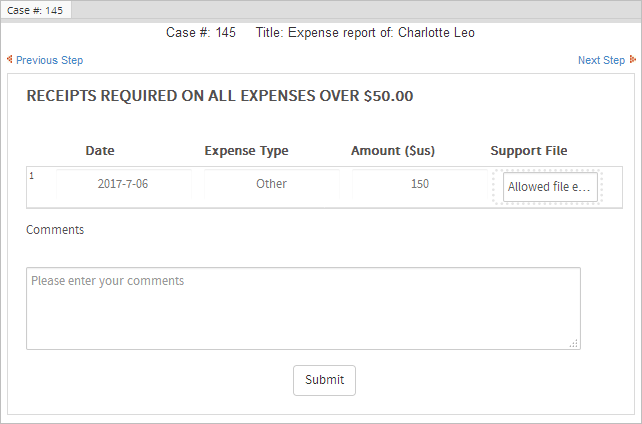 Case #: 145
Case #: 145 Title: Expense report of: Charlotte Leo
Previous Step Next Step
RECEIPTS REQUIRED ON ALL EXPENSES OVER $50.00
Date Expense Type Amount ($us) Support File
1 2017-7-06 Other 150 Allowed file e...
Comments
Please enter your comments
Submit